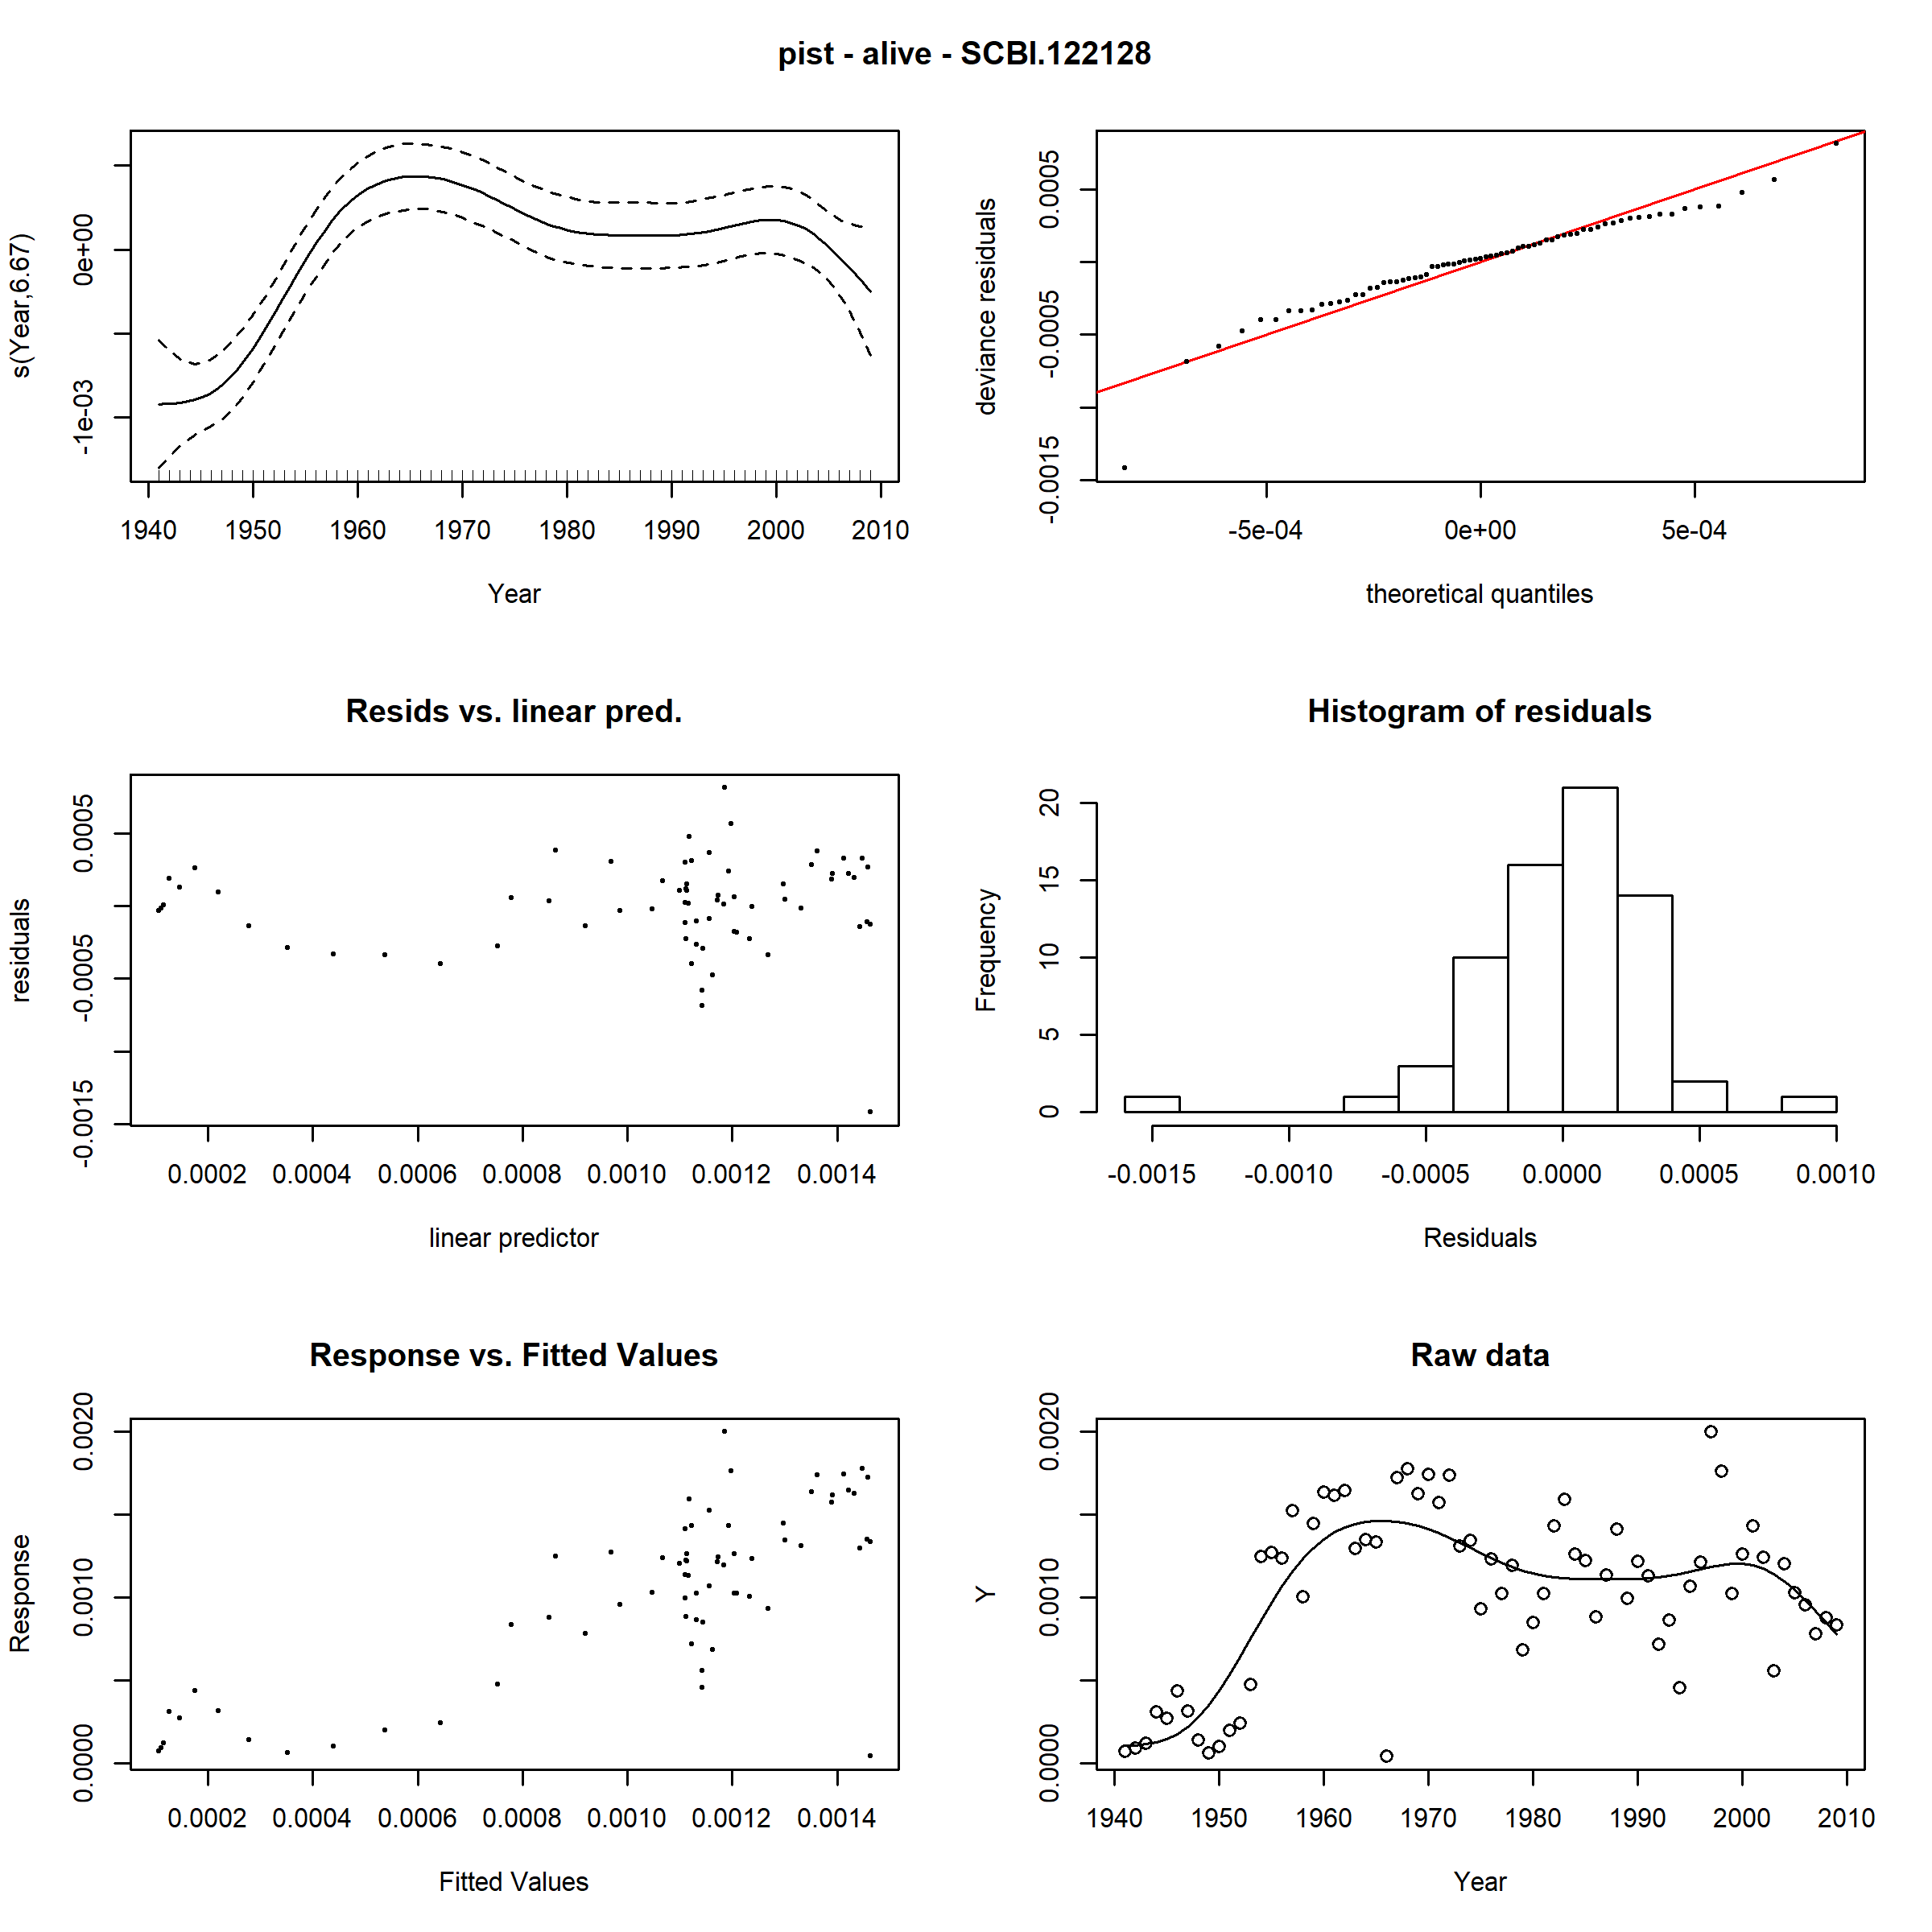 pist - alive - SCBI.122128
s(Year,6.67)
-1e-03 0e+00
1940 1950 1960 1970 1980 1990 2000 2010
Year
deviance residuals
-0.0015 -0.0005 0.0005
-5e-04 0e+00 5e-04
theoretical quantiles
Resids vs. linear pred.
residuals
-0.0015 -0.0005 0.0005
0.0002 0.0004 0.0006 0.0008 0.0010 0.0012 0.0014
linear predictor
Histogram of residuals
Frequency
0 5 10 15 20
-0.0015 -0.0010 -0.0005 0.0000 0.0005 0.0010
Residuals
Response vs. Fitted Values
Response
0.0000 0.0010 0.0020
0.0002 0.0004 0.0006 0.0008 0.0010 0.0012 0.0014
Fitted Values
Raw data
Y
0.0000 0.0010 0.0020
1940 1950 1960 1970 1980 1990 2000 2010
Year